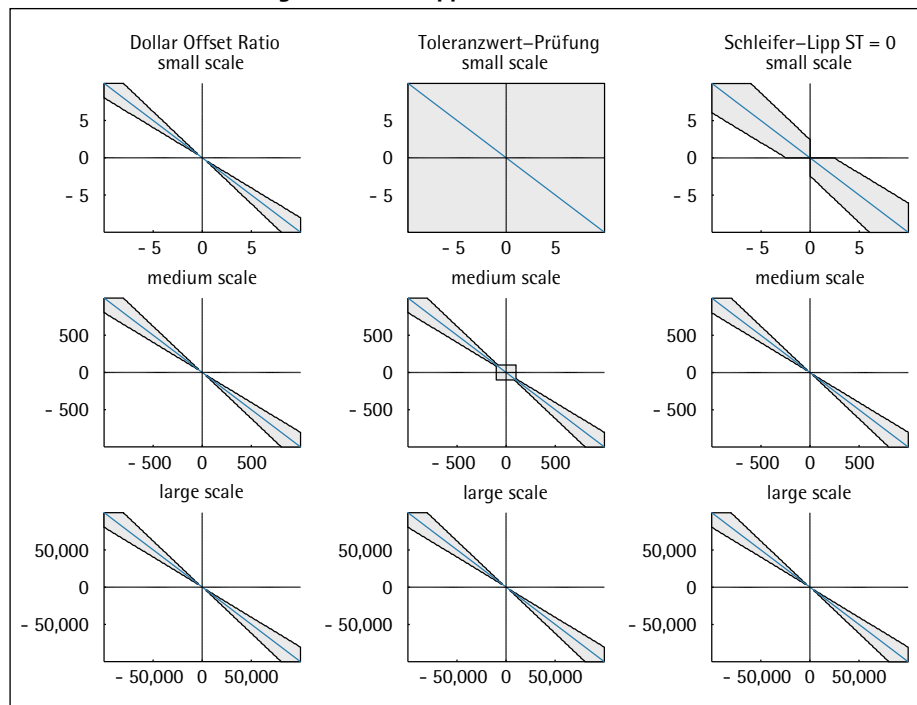 Dollar Offset Ratio
small scale
Toleranzwert–Prüfung
small scale
Schleifer–Lipp ST = 0
small scale
5
0
- 5
- 5 0 5
5
0
- 5
- 5 0 5
5
0
- 5
- 5 0 5
medium scale
medium scale
medium scale
500
0
- 500
- 500 0 500
500
0
- 500
- 500 0 500
500
0
- 500
- 500 0 500
large scale
large scale
large scale
50,000
0
- 50,000
- 50,000 0 50,000
50,000
0
- 50,000
- 50,000 0 50,000
50,000
0
- 50,000
- 50,000 0 50,000